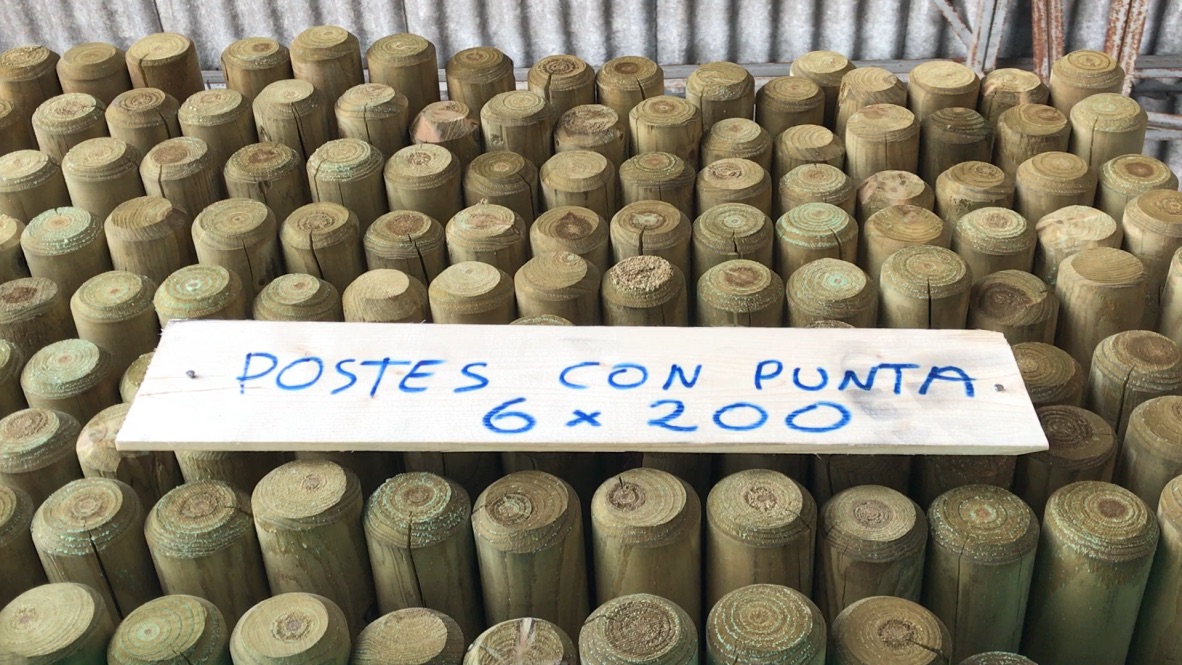 POSTES CON PUNTA
6 x 200